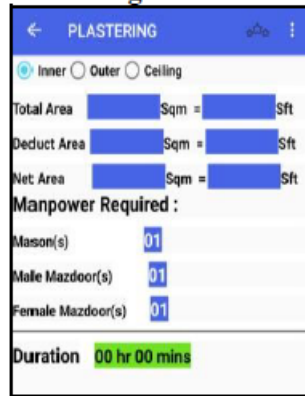 PLASTERING
Inner Outer Ceiling
Total Area Sqm = Sft
Deduct Area Sqm = Sft
Net Area Sqm = Sft
Manpower Required :
Mason(s) 01
Male Mazdoor(s) 01
Female Mazdoor(s) 01
Duration 00 hr 00 mins